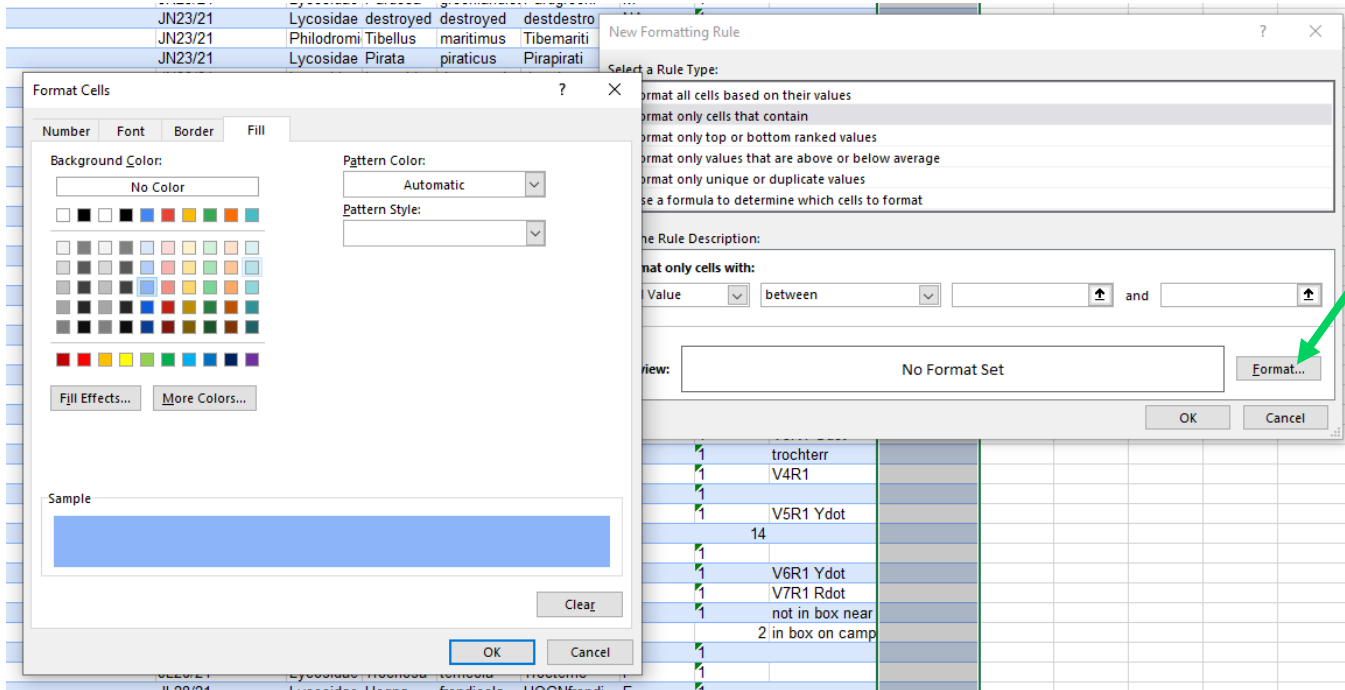 JN23/21 Lycosidae destroyed destroyed destdestro
JN23/21 Philodromi Tibellus maritimus Tibemariti
JN23/21 Lycosidae Pirata piraticus Pirapirati
New Formatting Rule ? ×
Select a Rule Type:
ormat all cells based on their values
ormat only cells that contain
ormat only top or bottom ranked values
ormat only values that are above or below average
ormat only unique or duplicate values
se a formula to determine which cells to format
he Rule Description:
mat only cells with:
l Value between and
view: No Format Set Format...
OK Cancel
Format Cells ? ×
Number Font Border Fill
Background Color:
No Color
Pattern Color:
Automatic
Pattern Style:
Fill Effects... More Colors...
Sample
Clear
OK Cancel
1 trochterr
1 V4R1
1
1 V5R1 Ydot
14
1
1 V6R1 Ydot
1 V7R1 Rdot
1 not in box near
2 in box on camp
1
1